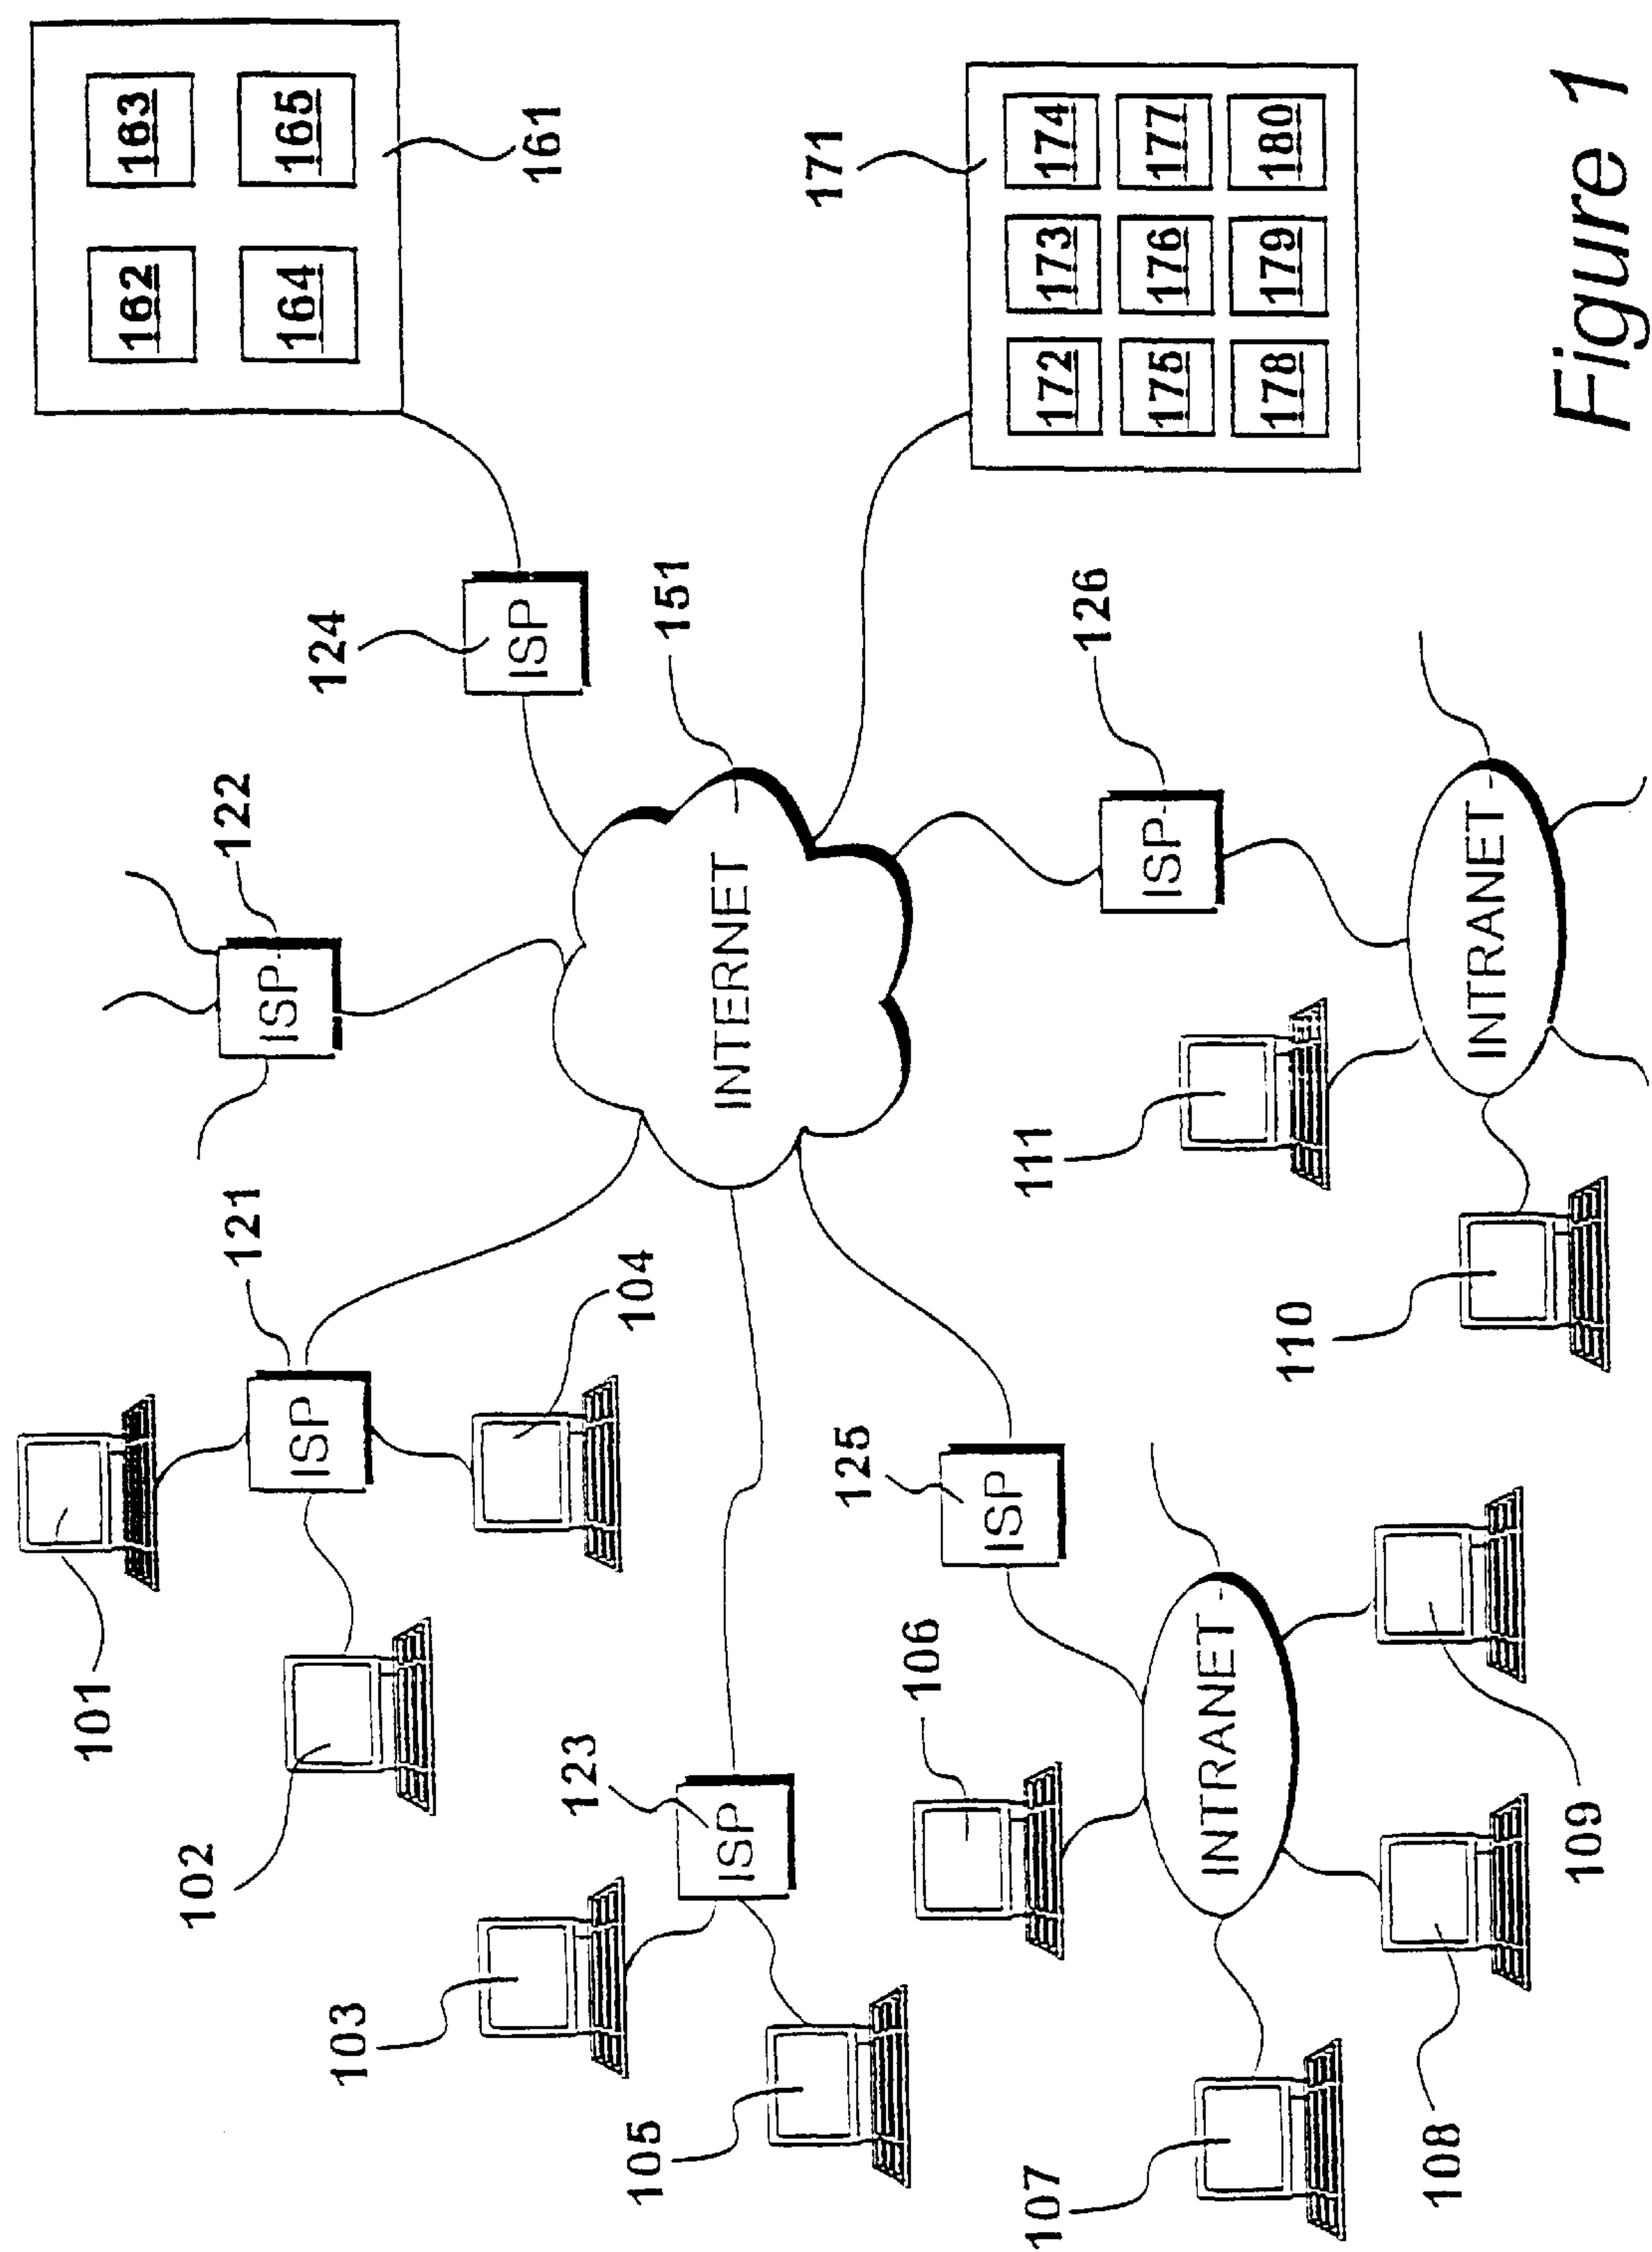 101
162 163
102 121 122
ISP ISP 164 165
103 124
ISP 161
123 104
105 151
ISP INTERNET
125 171
106
ISP
107 111 172 173 174
126
ISP 175 176 177
INTRANET
110 178 179 180
108 INTRANET
109
Figure 1